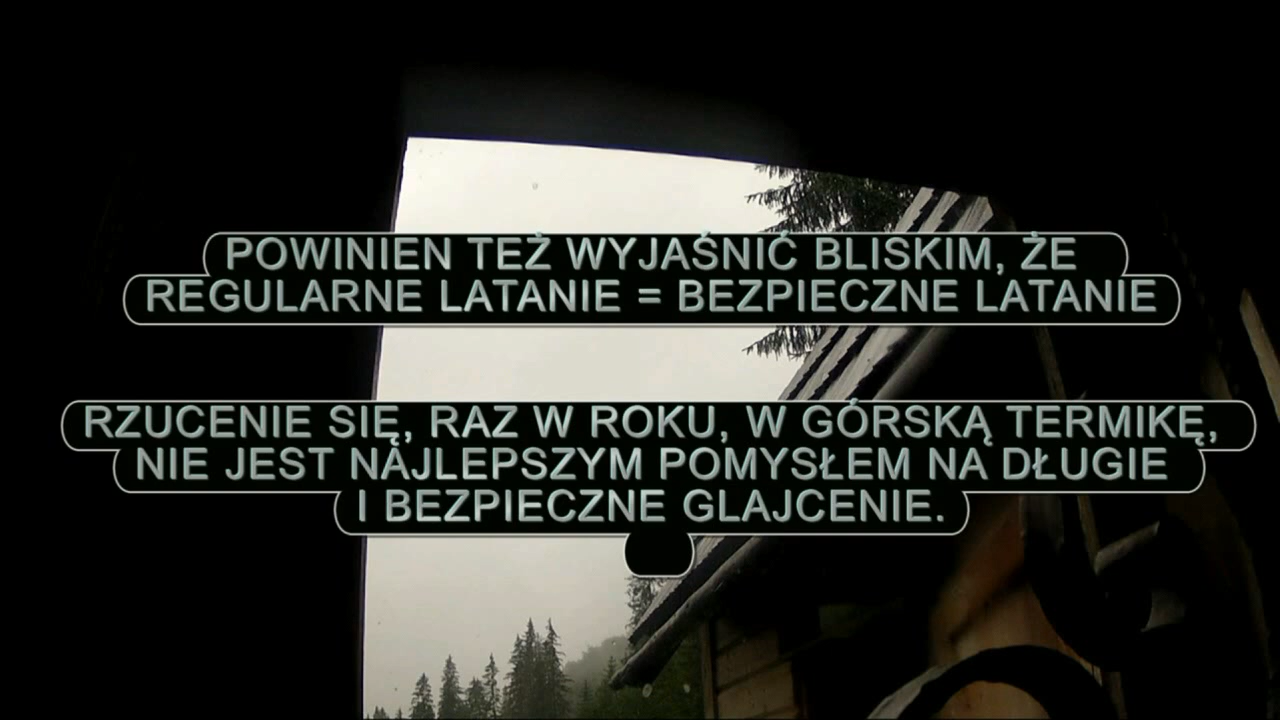 POWINIEN TEŻ WYJAŚNIĆ BLISKIM, ŻE
REGULARNE LATANIE = BEZPIECZNE LATANIE
RZUCENIE SIĘ, RAZ W ROKU, W GÓRSKĄ TERMIKĘ,
NIE JEST NAJLEPSZYM POMYSŁEM NA DŁUGIE
I BEZPIECZNE GLAJCENIE.